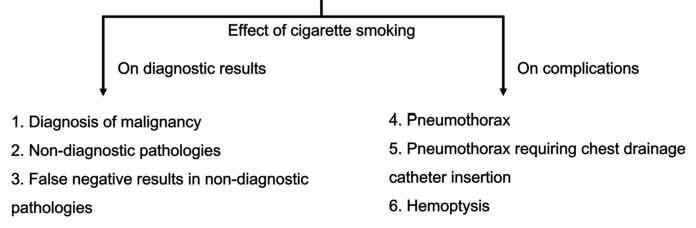 Effect of cigarette smoking
On diagnostic results
On complications
1. Diagnosis of malignancy
2. Non-diagnostic pathologies
3. False negative results in non-diagnostic
pathologies
4. Pneumothorax
5. Pneumothorax requiring chest drainage
catheter insertion
6. Hemoptysis